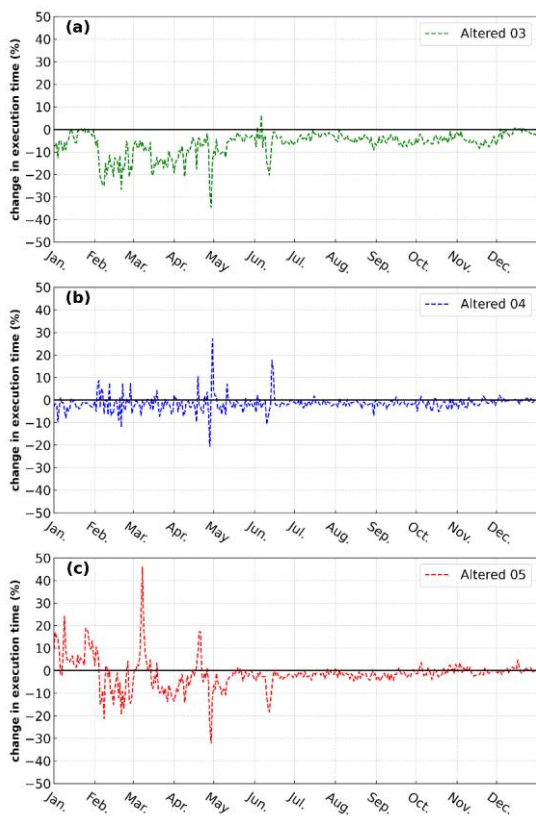 (a)
Altered 03
change in execution time (%)
50
40
30
20
10
0
−10
−20
−30
−40
−50
Jan. Feb. Mar. Apr. May Jun. Jul. Aug. Sep. Oct. Nov. Dec.
(b)
Altered 04
change in execution time (%)
50
40
30
20
10
0
−10
−20
−30
−40
−50
Jan. Feb. Mar. Apr. May Jun. Jul. Aug. Sep. Oct. Nov. Dec.
(c)
Altered 05
change in execution time (%)
50
40
30
20
10
0
−10
−20
−30
−40
−50
Jan. Feb. Mar. Apr. May Jun. Jul. Aug. Sep. Oct. Nov. Dec.